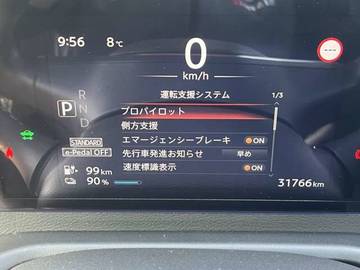 9:56
8℃
0
km/h
運転支援システム
1/3
プロパイロット
側方支援
エマージェンシーブレーキ
ON
先行車発進お知らせ
早め
速度標識表示
ON
P
R
N
D
STANDARD
e-Pedal OFF
99km
90%
31766km